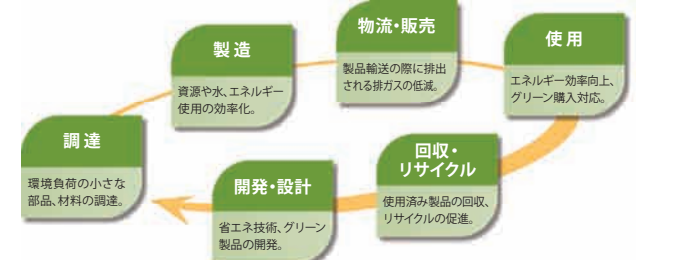 調達
環境負荷の小さな
部品、材料の調達。
製造
資源や水、エネルギー
使用の効率化。
物流・販売
製品輸送の際に排出
される排ガスの低減。
使用
エネルギー効率向上、
グリーン購入対応。
回収・
リサイクル
使用済み製品の回収、
リサイクルの促進。
開発・設計
省エネ技術、グリーン
製品の開発。